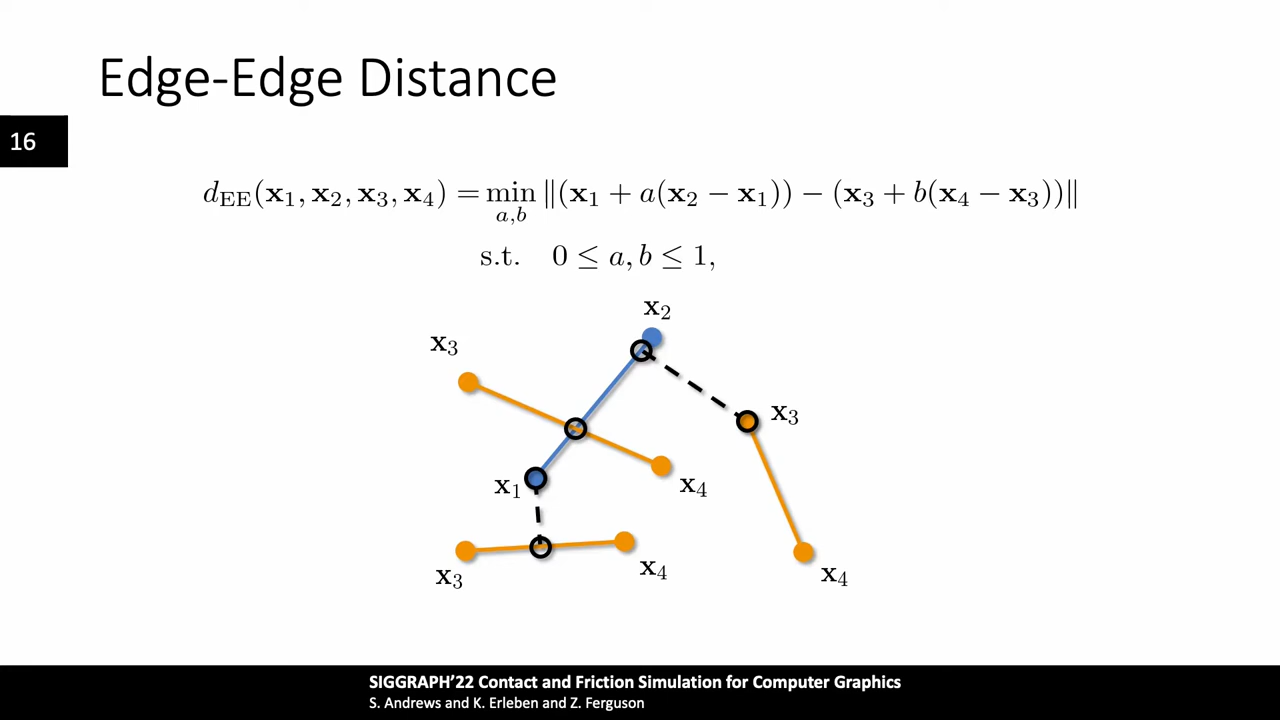 Edge-Edge Distance
16
d_EE(x₁, x₂, x₃, x₄) = min_{a,b} ‖(x₁ + a(x₂ − x₁)) − (x₃ + b(x₄ − x₃))‖
s.t. 0 ≤ a, b ≤ 1,
x₂
x₃
x₃
x₁
x₄
x₃
x₄
x₄
SIGGRAPH'22 Contact and Friction Simulation for Computer Graphics
S. Andrews and K. Erleben and Z. Ferguson